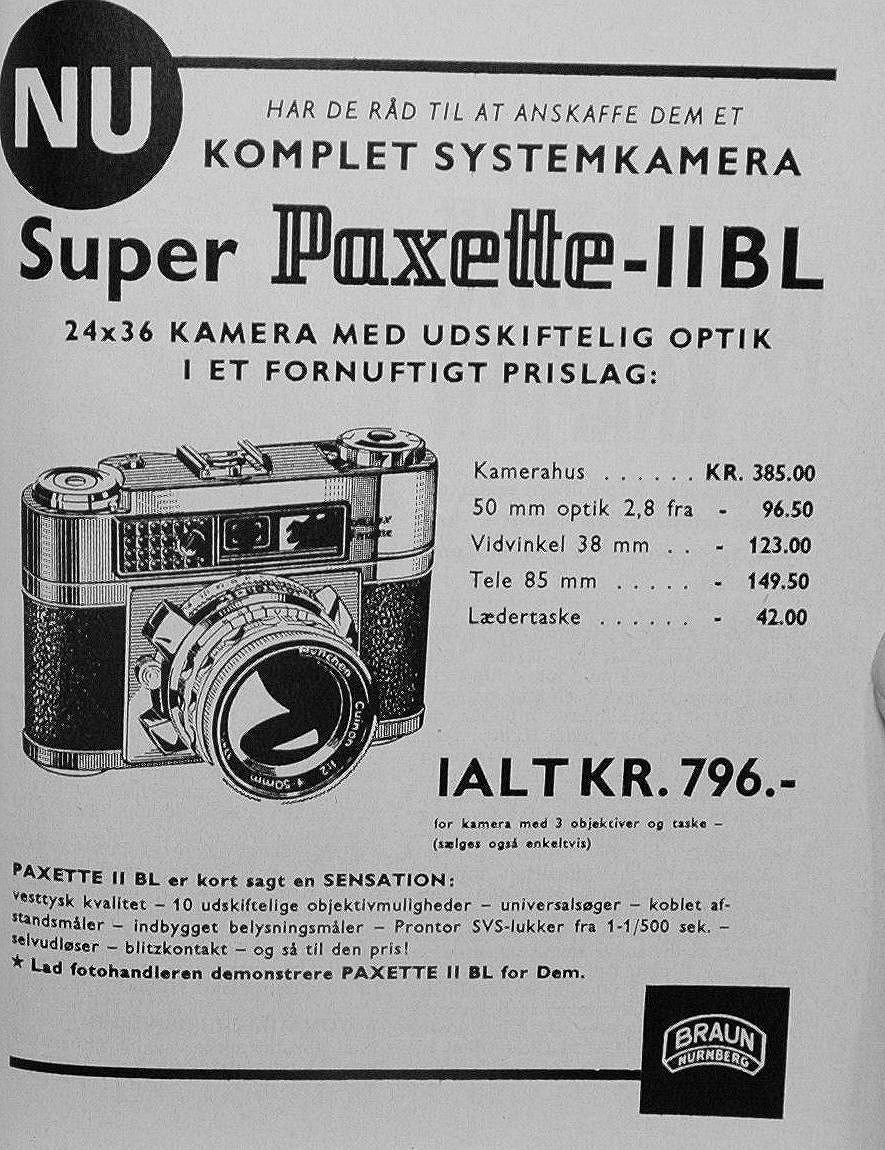 NU
HAR DE RÅD TIL AT ANSKAFFE DEM ET
KOMPLET SYSTEMKAMERA
Super Paxette-IIBL
24x36 KAMERA MED UDSKIFTELIG OPTIK
I ET FORNUFTIGT PRISLAG:
Kamerahus . . . . . . KR. 385.00
50 mm optik 2,8 fra - 96.50
Vidvinkel 38 mm . . - 123.00
Tele 85 mm . . . . . - 149.50
Lædertaske . . . . . . - 42.00
München Cuinon 1:2 f=50mm
IALT KR. 796.-
for kamera med 3 objektiver og taske –
(sælges også enkeltvis)
PAXETTE II BL er kort sagt en SENSATION:
vesttysk kvalitet – 10 udskiftelige objektivmuligheder – universalsøger – koblet af-
standsmåler – indbygget belysningsmåler – Prontor SVS-lukker fra 1-1/500 sek. –
selvudløser – blitzkontakt – og så til den pris!
★ Lad fotohandleren demonstrere PAXETTE II BL for Dem.
BRAUN
NÜRNBERG